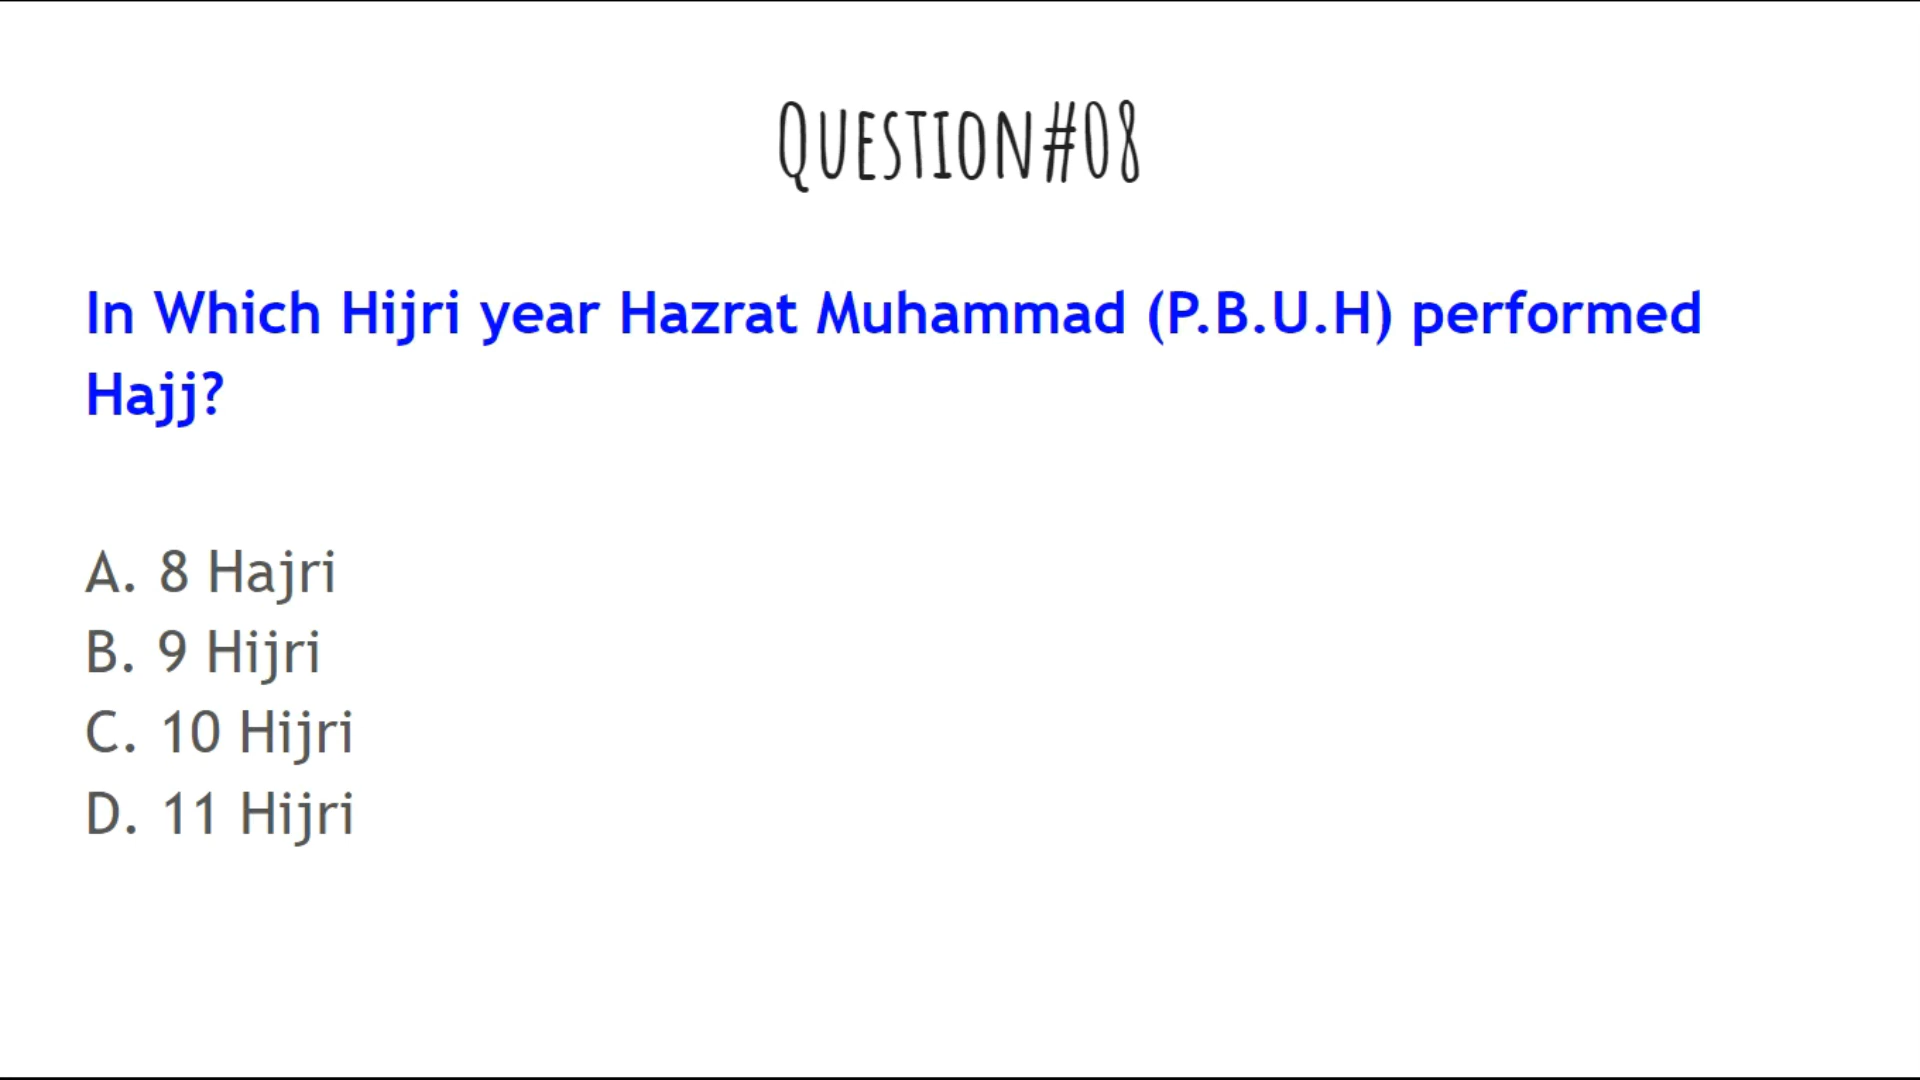 QUESTION#08
In Which Hijri year Hazrat Muhammad (P.B.U.H) performed
Hajj?
A. 8 Hajri
B. 9 Hijri
C. 10 Hijri
D. 11 Hijri